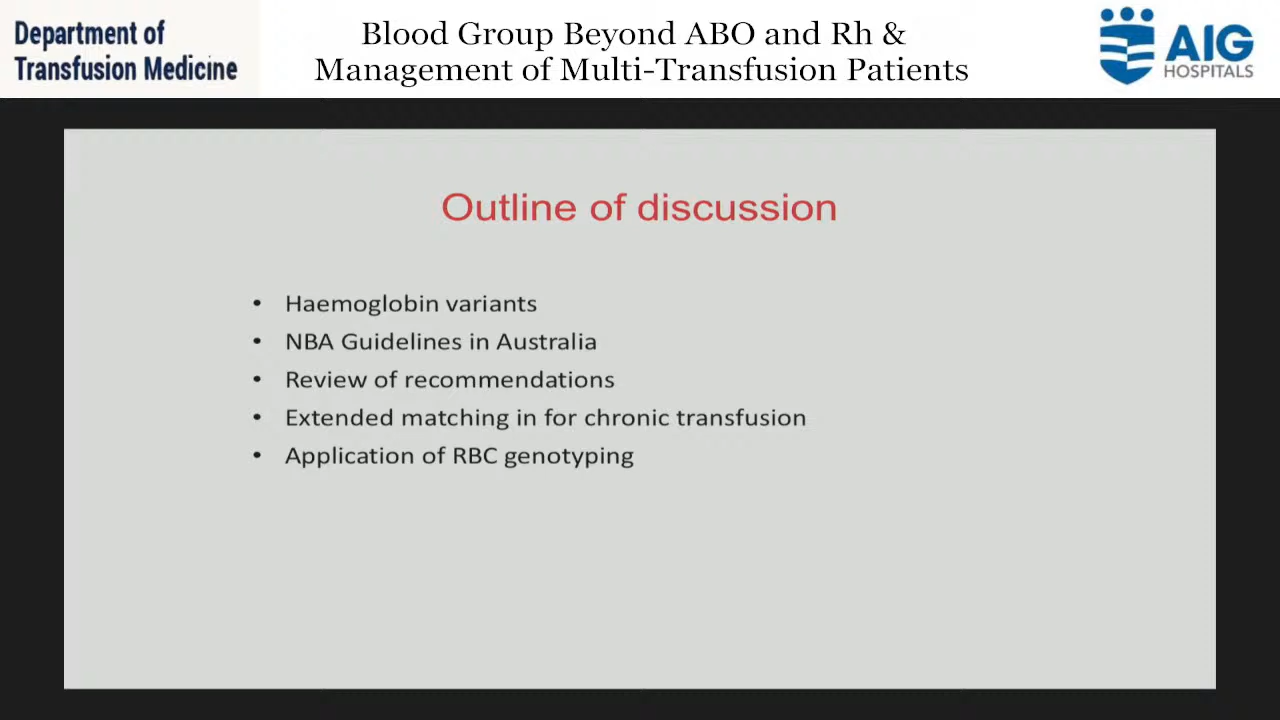 Department of
Transfusion Medicine
Blood Group Beyond ABO and Rh &
Management of Multi-Transfusion Patients
AIG
HOSPITALS
Outline of discussion
• Haemoglobin variants
• NBA Guidelines in Australia
• Review of recommendations
• Extended matching in for chronic transfusion
• Application of RBC genotyping